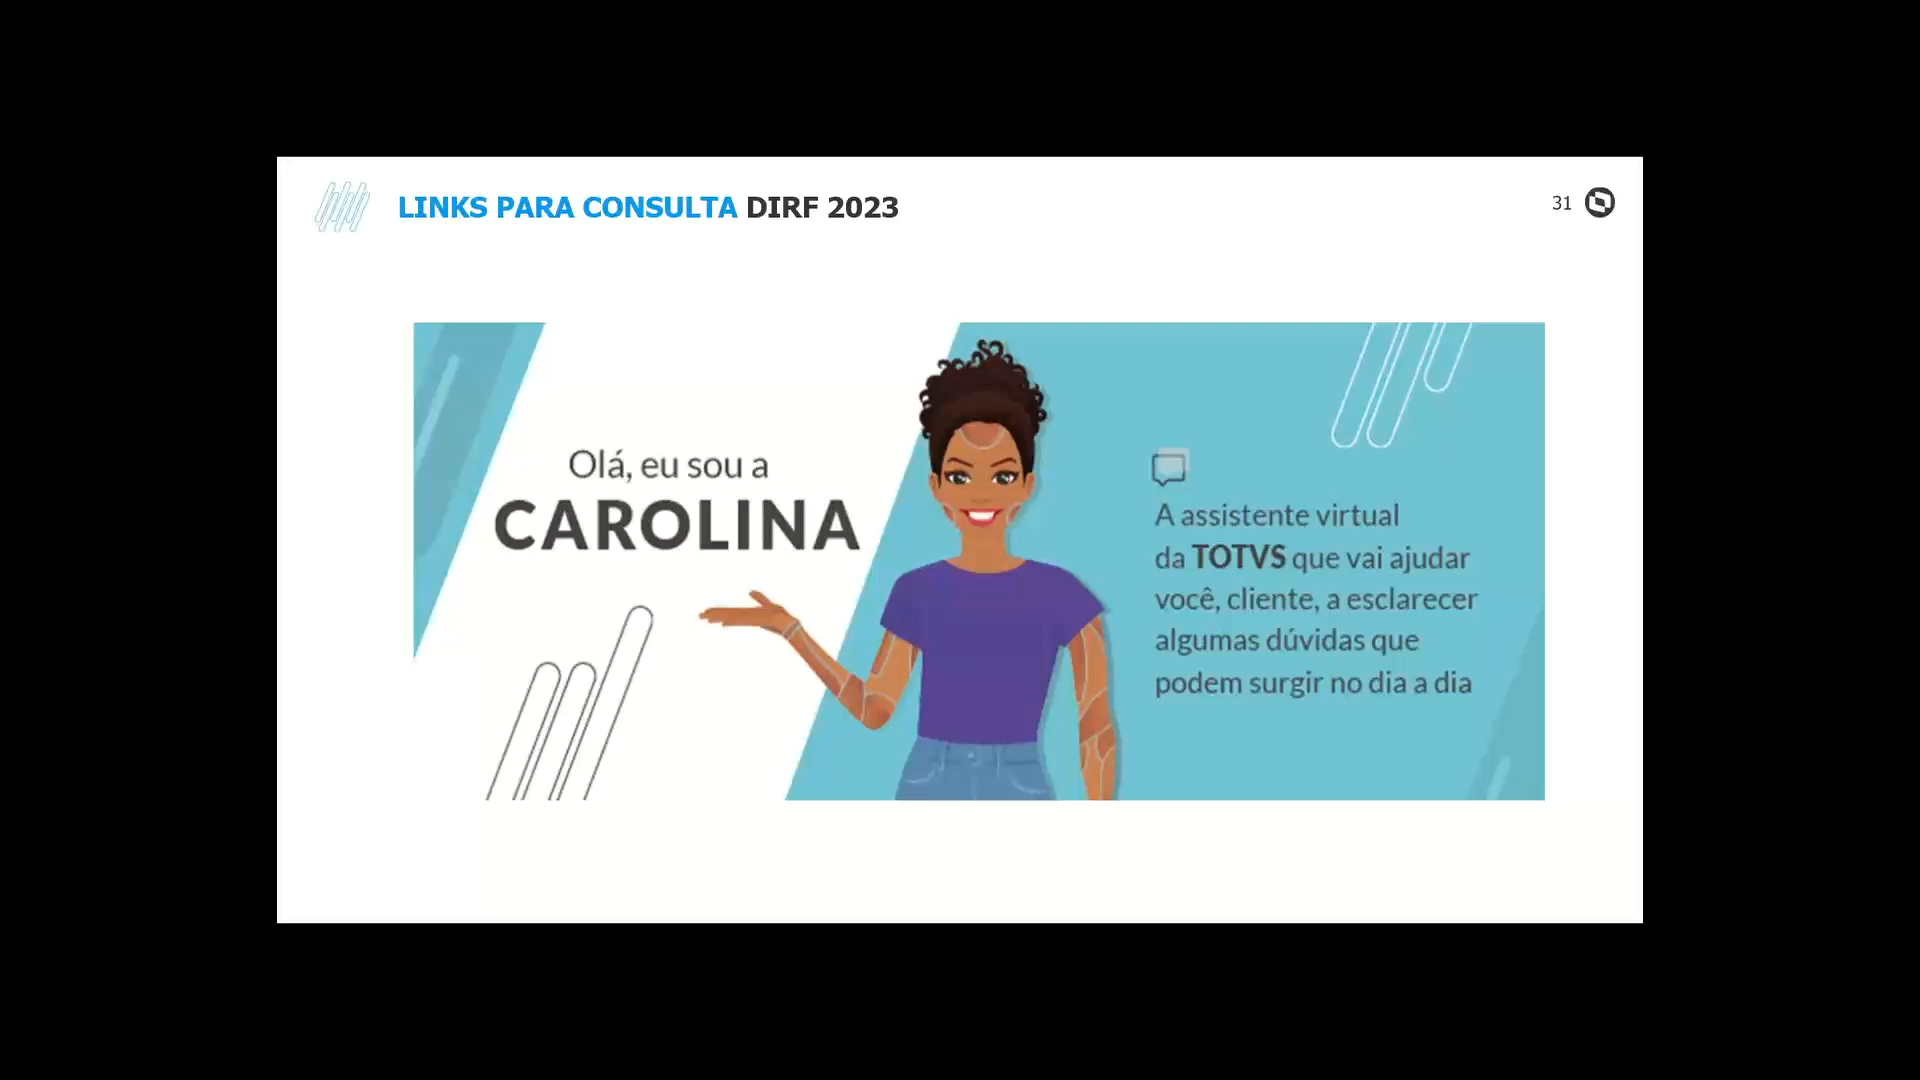 LINKS PARA CONSULTA DIRF 2023
31
Olá, eu sou a
CAROLINA
A assistente virtual
da TOTVS que vai ajudar
você, cliente, a esclarecer
algumas dúvidas que
podem surgir no dia a dia